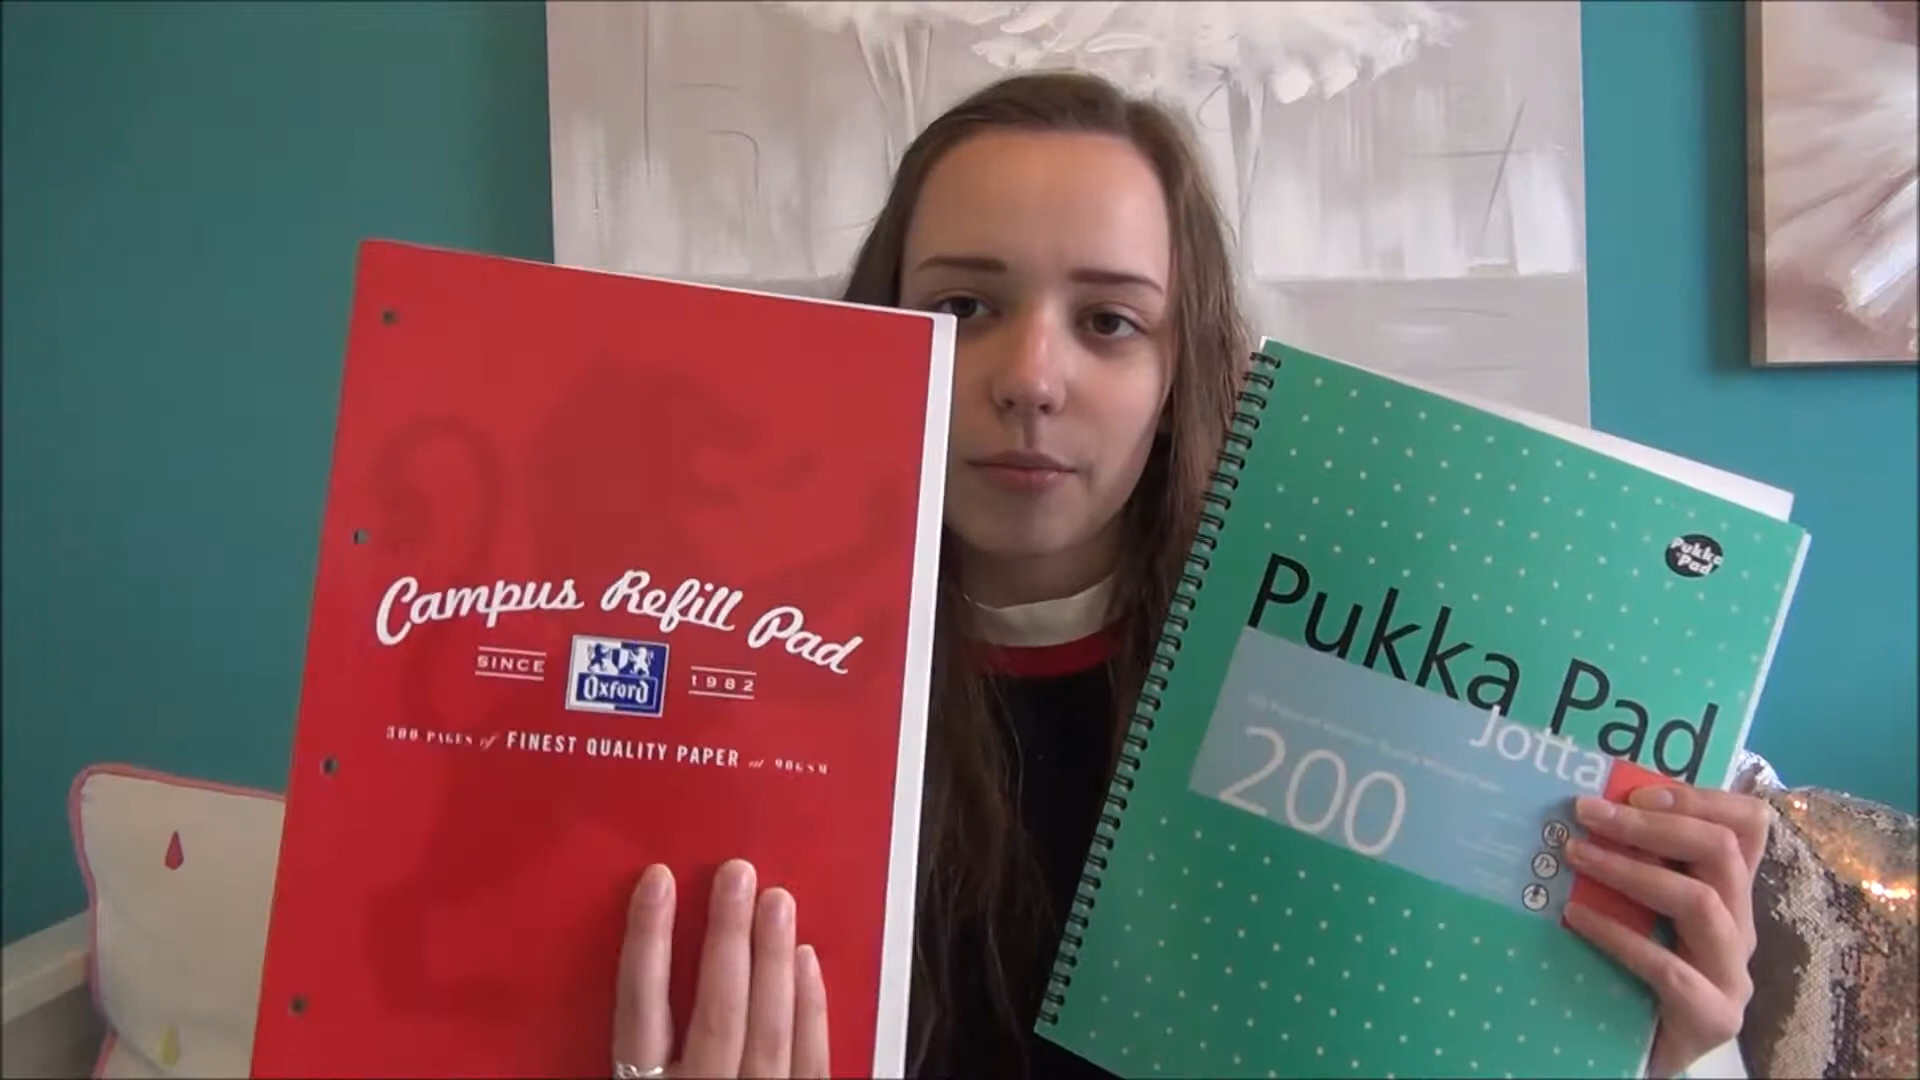 Campus Refill Pad
SINCE
Oxford
1982
300 PAGES of FINEST QUALITY PAPER at 90GSM
Pukka
Pad
Pukka Pad
Jotta
200
80